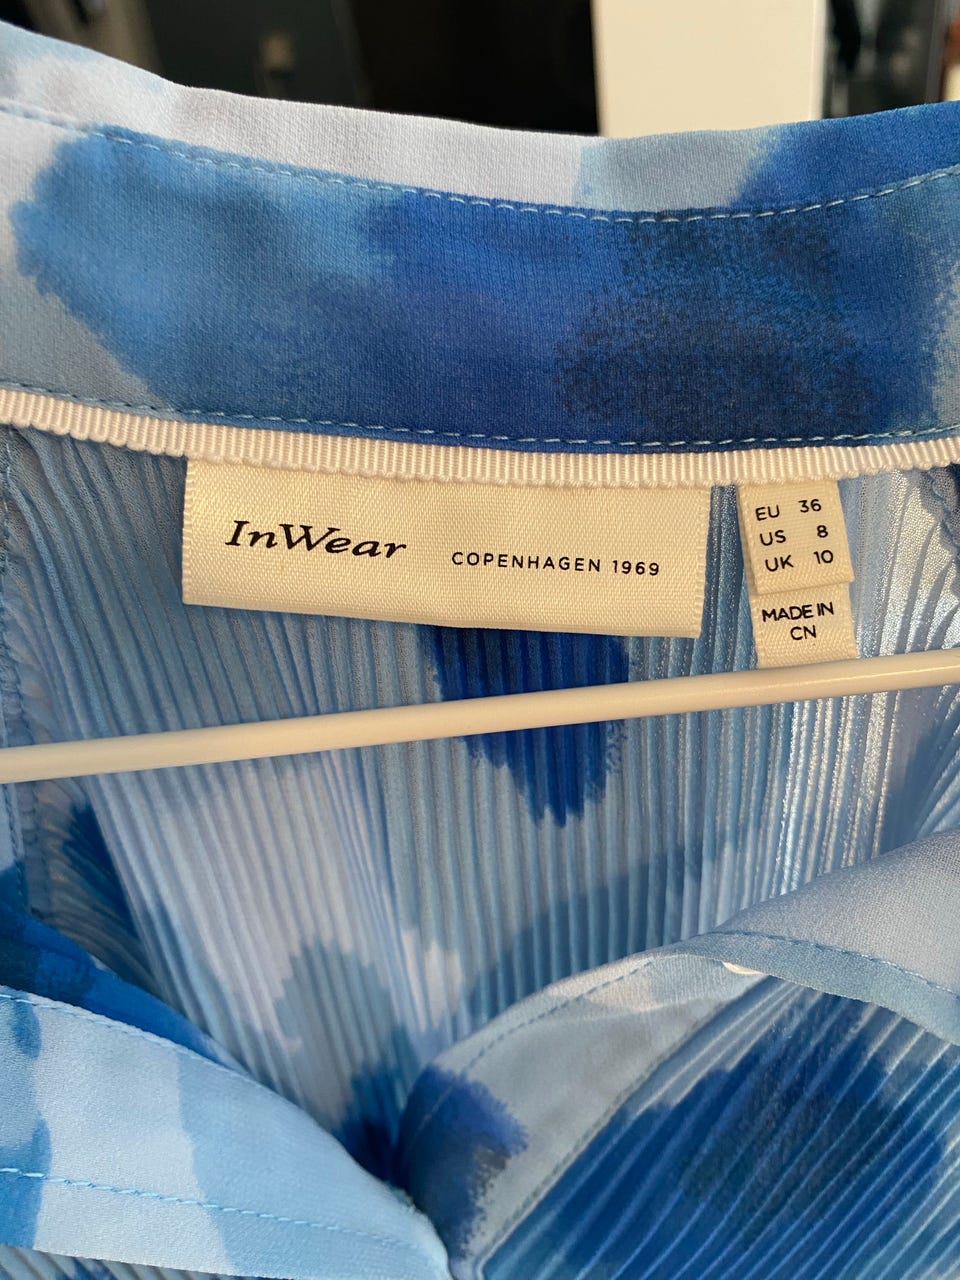 InWear COPENHAGEN 1969
EU 36
US 8
UK 10
MADE IN
CN